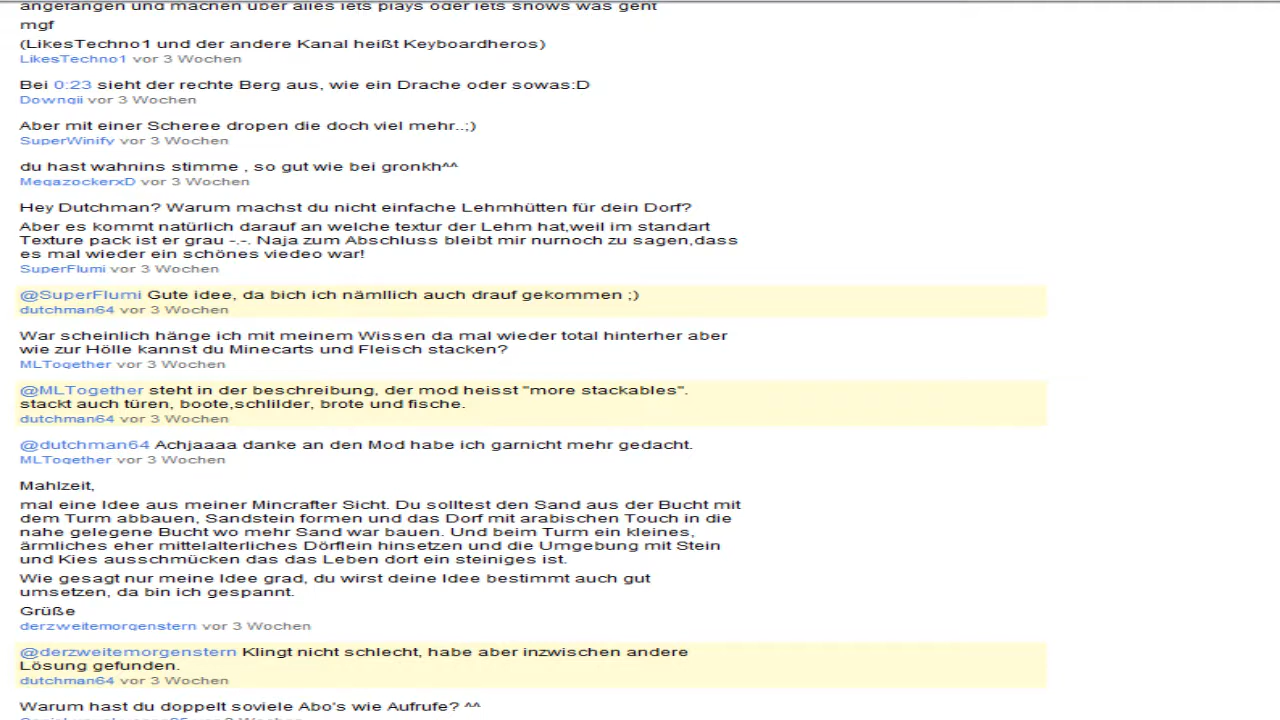 angefangen und machen über alles lets plays oder lets shows was geht
mgf
(LikesTechno1 und der andere Kanal heißt Keyboardheros)
LikesTechno1 vor 3 Wochen
Bei 0:23 sieht der rechte Berg aus, wie ein Drache oder sowas:D
Downgii vor 3 Wochen
Aber mit einer Scheree dropen die doch viel mehr..;)
SuperWinify vor 3 Wochen
du hast wahnins stimme , so gut wie bei gronkh^^
MegazockerxD vor 3 Wochen
Hey Dutchman? Warum machst du nicht einfache Lehmhütten für dein Dorf?
Aber es kommt natürlich darauf an welche textur der Lehm hat,weil im standart
Texture pack ist er grau -.-. Naja zum Abschluss bleibt mir nurnoch zu sagen,dass
es mal wieder ein schönes viedeo war!
SuperFlumi vor 3 Wochen
@SuperFlumi Gute idee, da bich ich nämllich auch drauf gekommen ;)
dutchman64 vor 3 Wochen
War scheinlich hänge ich mit meinem Wissen da mal wieder total hinterher aber
wie zur Hölle kannst du Minecarts und Fleisch stacken?
MLTogether vor 3 Wochen
@MLTogether steht in der beschreibung, der mod heisst "more stackables".
stackt auch türen, boote,schlilder, brote und fische.
dutchman64 vor 3 Wochen
@dutchman64 Achjaaaa danke an den Mod habe ich garnicht mehr gedacht.
MLTogether vor 3 Wochen
Mahlzeit,
mal eine Idee aus meiner Mincrafter Sicht. Du solltest den Sand aus der Bucht mit
dem Turm abbauen, Sandstein formen und das Dorf mit arabischen Touch in die
nahe gelegene Bucht wo mehr Sand war bauen. Und beim Turm ein kleines,
ärmliches eher mittelalterliches Dörflein hinsetzen und die Umgebung mit Stein
und Kies ausschmücken das das Leben dort ein steiniges ist.
Wie gesagt nur meine Idee grad, du wirst deine Idee bestimmt auch gut
umsetzen, da bin ich gespannt.
Grüße
derzweitemorgenstern vor 3 Wochen
@derzweitemorgenstern Klingt nicht schlecht, habe aber inzwischen andere
Lösung gefunden.
dutchman64 vor 3 Wochen
Warum hast du doppelt soviele Abo's wie Aufrufe? ^^